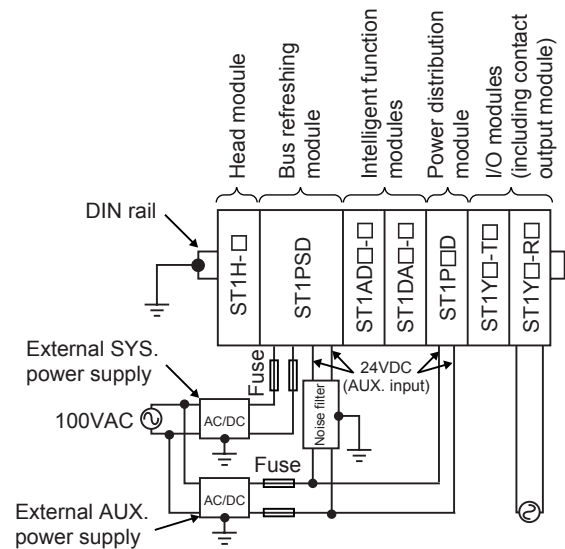 Head module
Bus refreshing
module
Intelligent function
modules
Power distribution
module
I/O modules
(including contact
output module)
DIN rail
ST1H-□
ST1PSD
ST1AD□-□
ST1DA□-□
ST1P□D
ST1Y□-T□
ST1Y□-R□
External SYS.
power supply
Fuse
24VDC
(AUX. input)
100VAC
AC/DC
Noise filter
Fuse
AC/DC
External AUX.
power supply